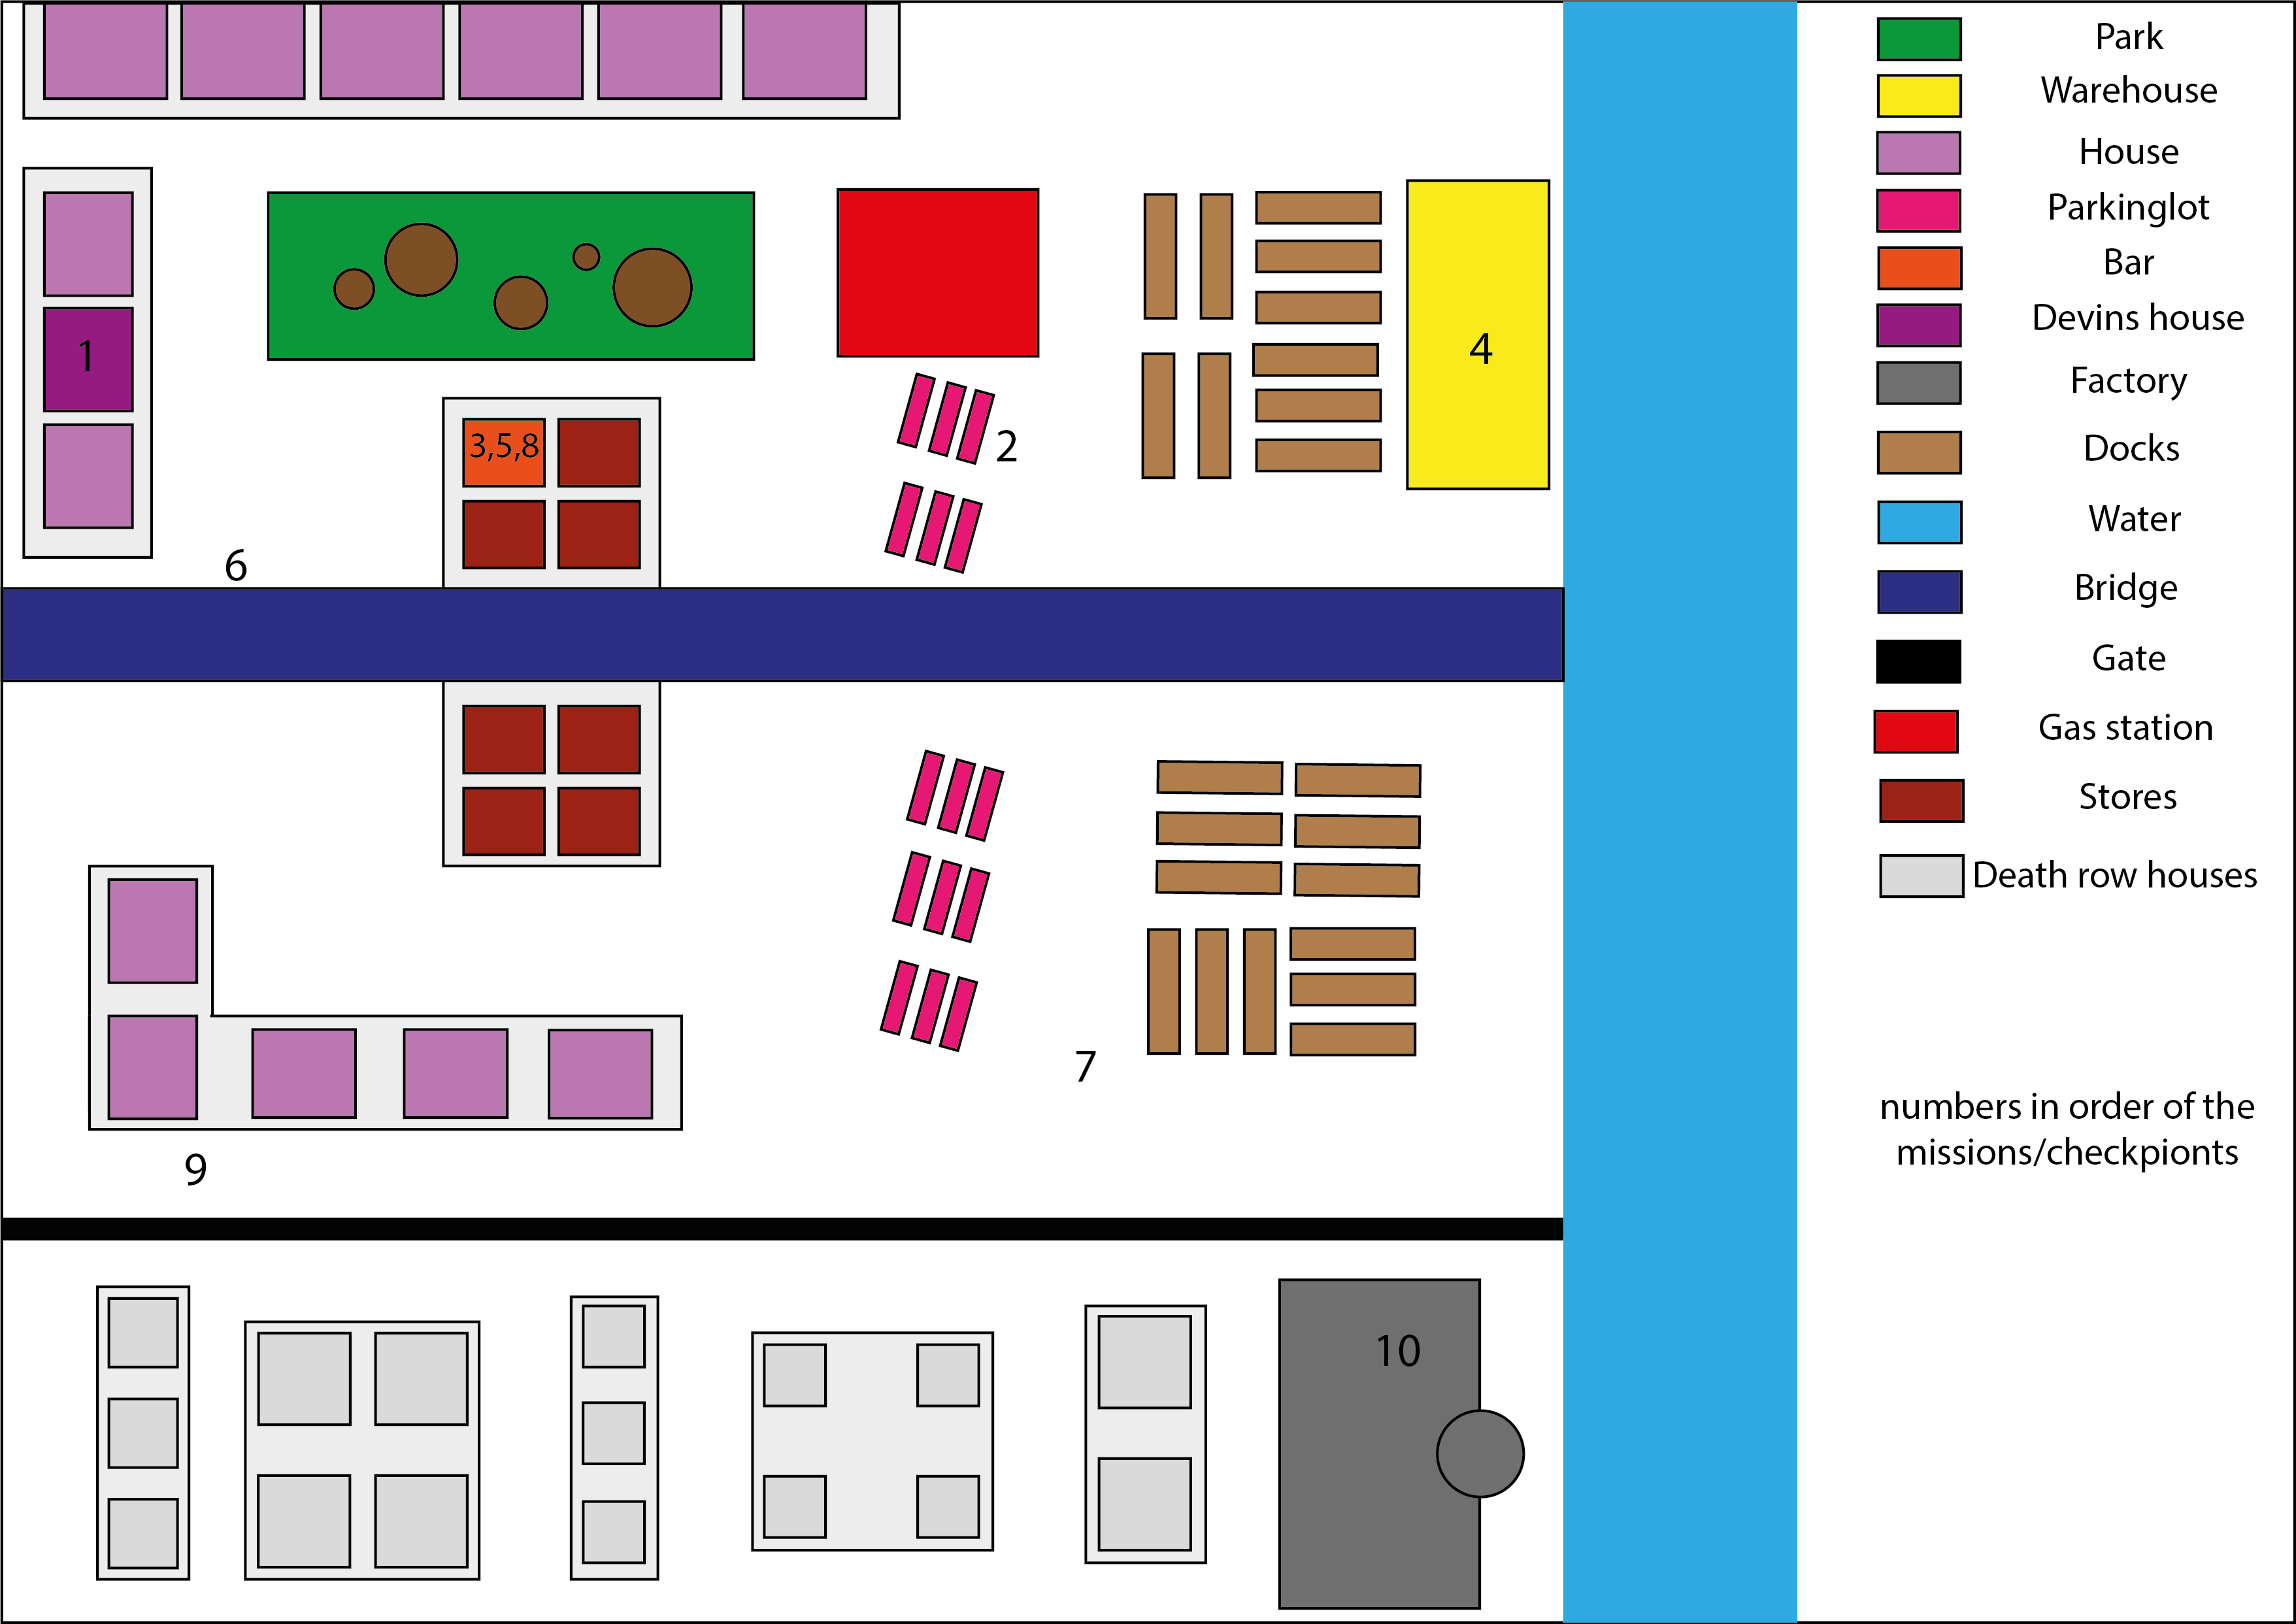 Park
Warehouse
House
Parkinglot
Bar
Devins house
Factory
Docks
Water
Bridge
Gate
Gas station
Stores
Death row houses
numbers in order of the
missions/checkpionts
1
3,5,8
2
4
6
7
9
10